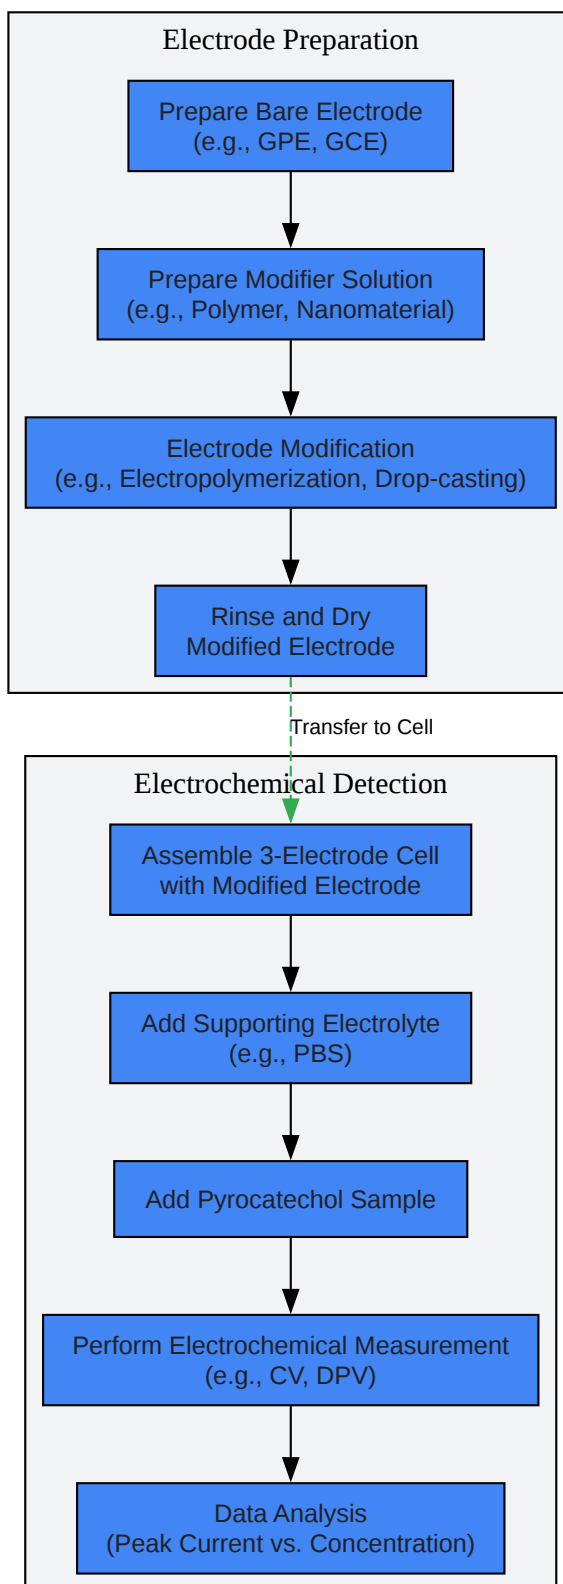 Electrode Preparation
Prepare Bare Electrode
(e.g., GPE, GCE)
Prepare Modifier Solution
(e.g., Polymer, Nanomaterial)
Electrode Modification
(e.g., Electropolymerization, Drop-casting)
Rinse and Dry
Modified Electrode
Transfer to Cell
Electrochemical Detection
Assemble 3-Electrode Cell
with Modified Electrode
Add Supporting Electrolyte
(e.g., PBS)
Add Pyrocatechol Sample
Perform Electrochemical Measurement
(e.g., CV, DPV)
Data Analysis
(Peak Current vs. Concentration)